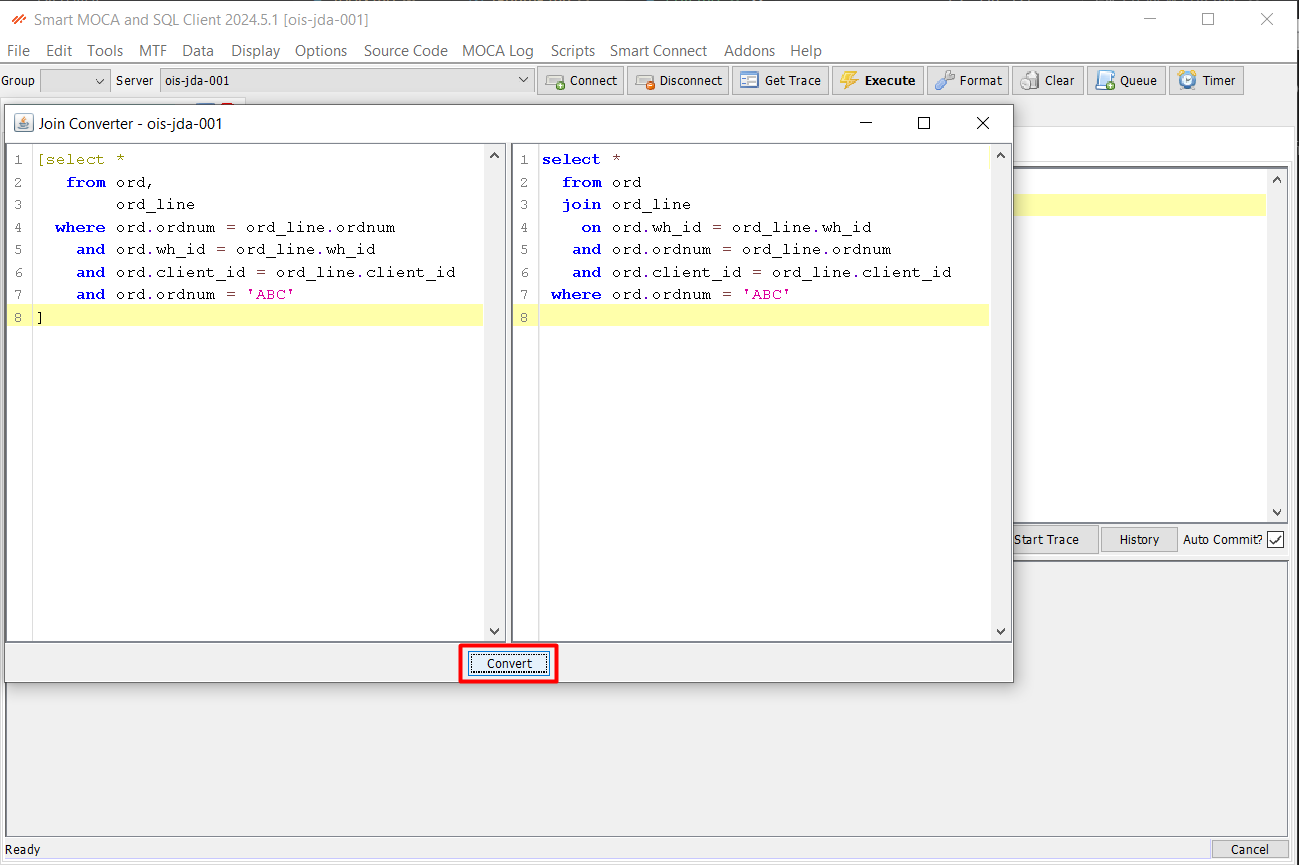 Smart MOCA and SQL Client 2024.5.1 [ois-jda-001]
File Edit Tools MTF Data Display Options Source Code MOCA Log Scripts Smart Connect Addons Help
Group Server ois-jda-001 Connect Disconnect Get Trace Execute Format Clear Queue Timer
Join Converter - ois-jda-001
1 [select *
2 from ord,
3 ord_line
4 where ord.ordnum = ord_line.ordnum
5 and ord.wh_id = ord_line.wh_id
6 and ord.client_id = ord_line.client_id
7 and ord.ordnum = 'ABC'
8 ]
1 select *
2 from ord
3 join ord_line
4 on ord.wh_id = ord_line.wh_id
5 and ord.ordnum = ord_line.ordnum
6 and ord.client_id = ord_line.client_id
7 where ord.ordnum = 'ABC'
8
Start Trace History Auto Commit?
Convert
Ready Cancel